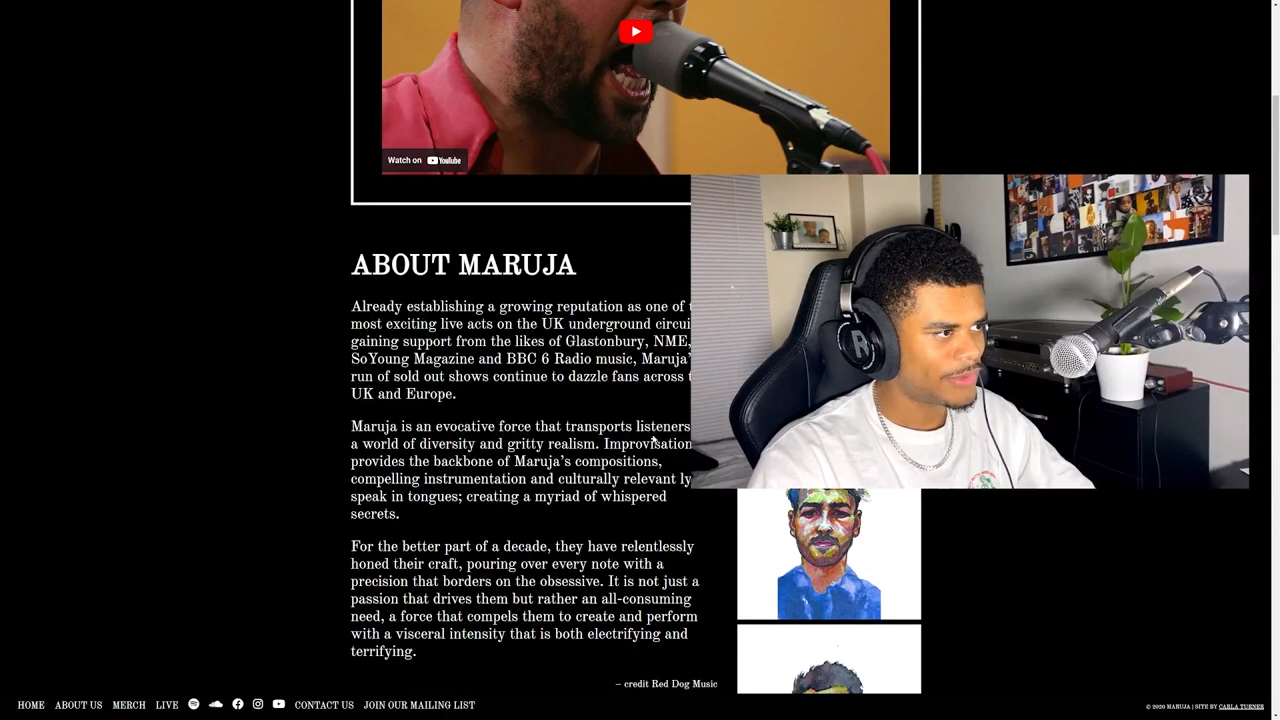 Watch on YouTube
ABOUT MARUJA
Already establishing a growing reputation as one of
most exciting live acts on the UK underground
gaining support from the likes of Glastonbury, NME,
SoYoung Magazine and BBC 6 Radio music, Maruja'
run of sold out shows continue to dazzle fans across
UK and Europe.
Maruja is an evocative force that transports listeners
a world of diversity and gritty realism. Improvisation
provides the backbone of Maruja's compositions,
compelling instrumentation and culturally relevant
speak in tongues; creating a myriad of whispered
secrets.
For the better part of a decade, they have relentlessly
honed their craft, pouring over every note with a
precision that borders on the obsessive. It is not just a
passion that drives them but rather an all-consuming
need, a force that compels them to create and perform
with a visceral intensity that is both electrifying and
terrifying.
– credit Red Dog Music
HOME ABOUT US MERCH LIVE CONTACT US JOIN OUR MAILING LIST
© 2020 MARUJA | SITE BY CARLA TURNER